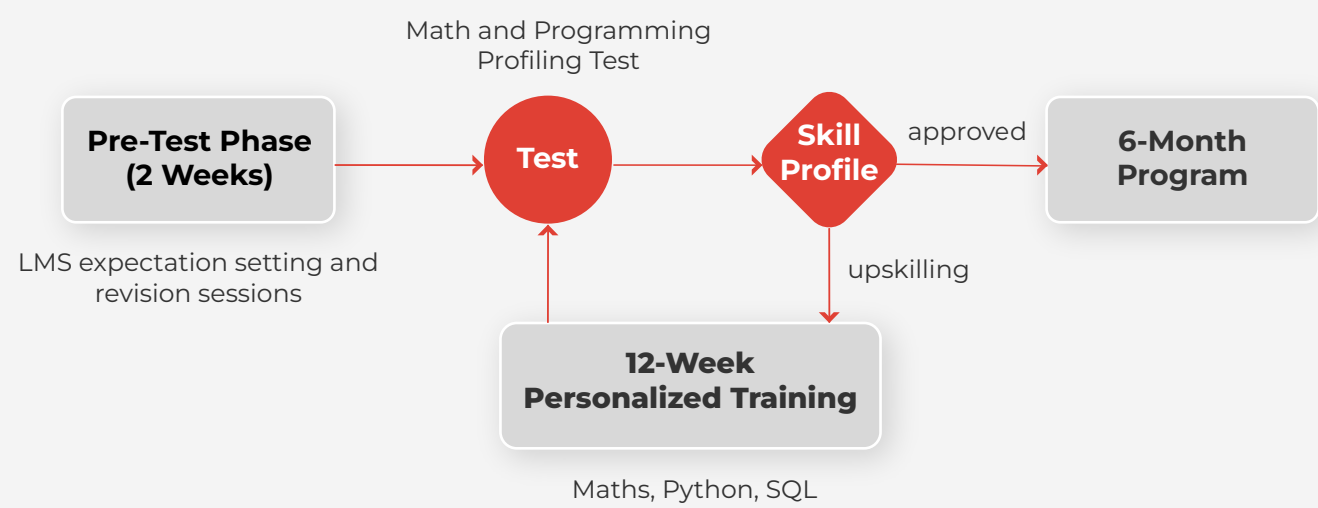 Math and Programming
Profiling Test
Pre-Test Phase
(2 Weeks)
LMS expectation setting and
revision sessions
Test
Skill
Profile
approved
6-Month
Program
upskilling
12-Week
Personalized Training
Maths, Python, SQL